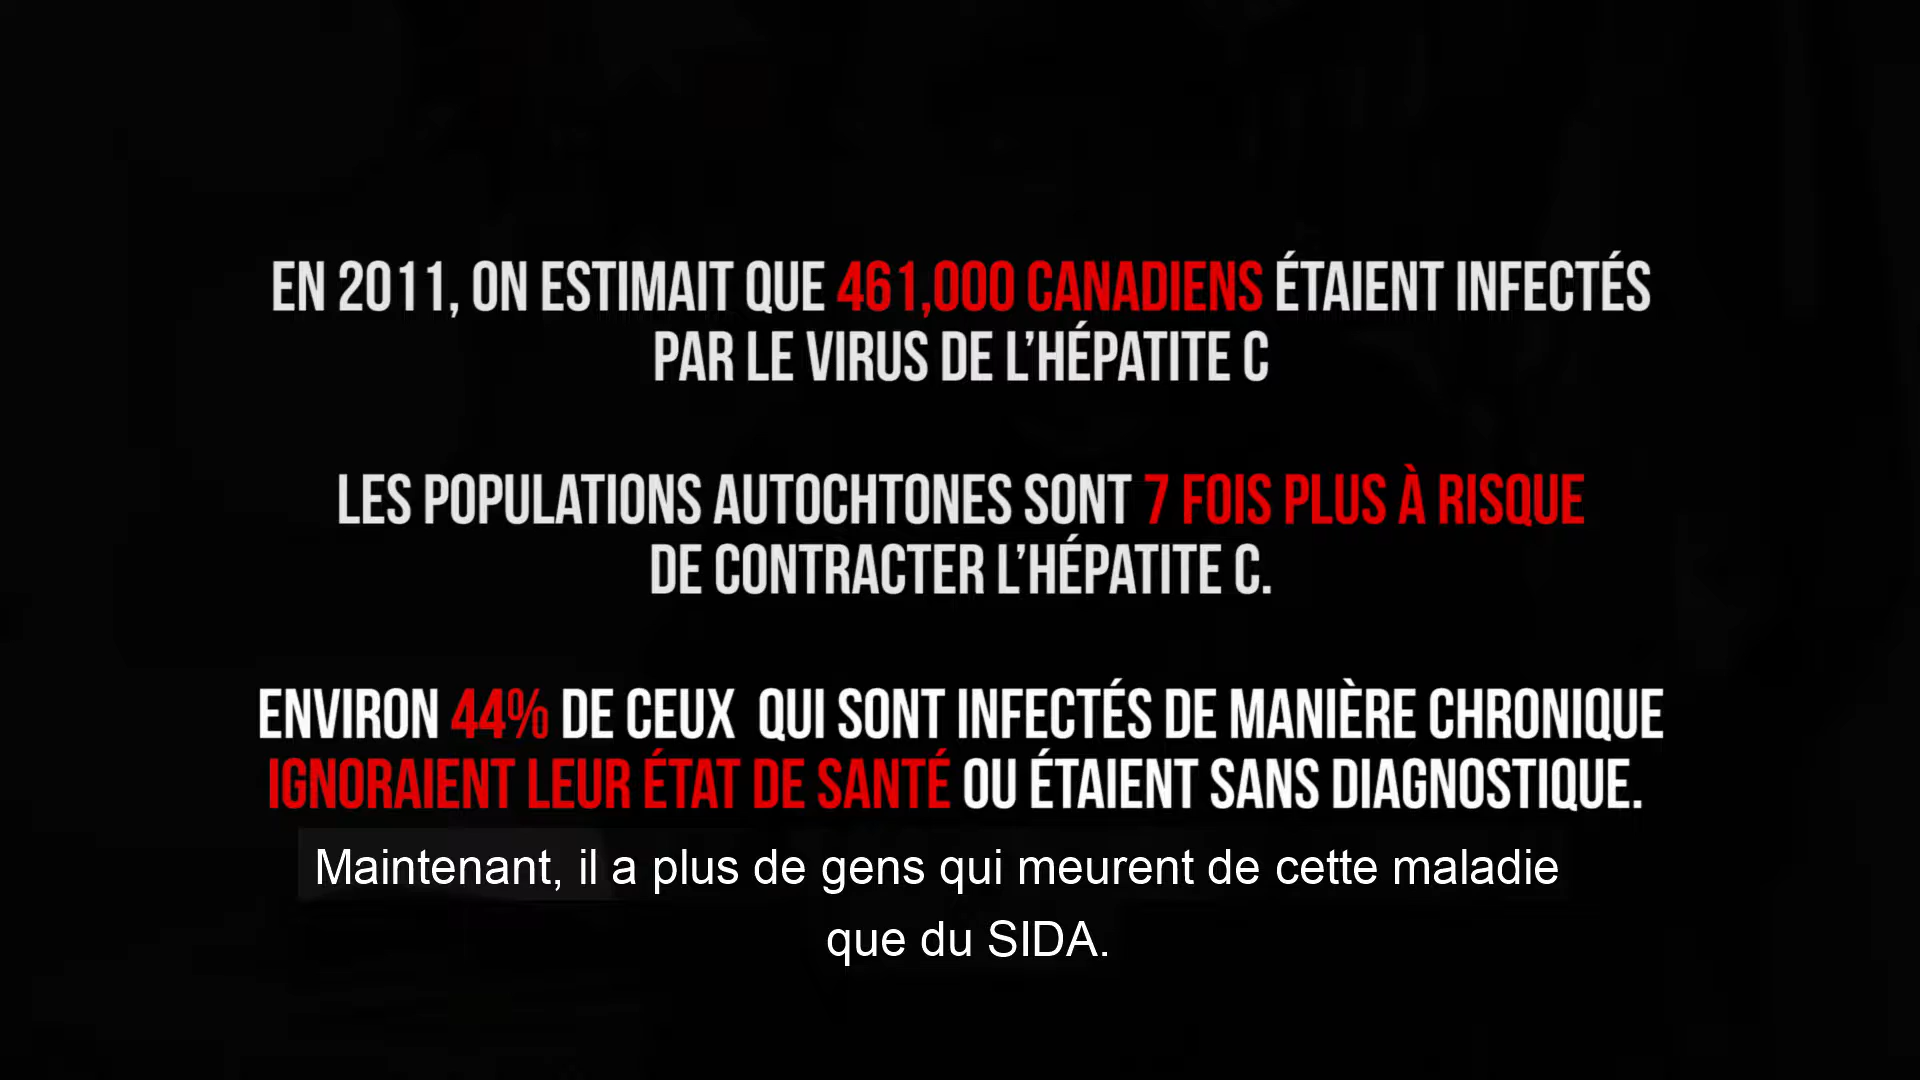 EN 2011, ON ESTIMAIT QUE 461,000 CANADIENS ÉTAIENT INFECTÉS
PAR LE VIRUS DE L’HÉPATITE C
LES POPULATIONS AUTOCHTONES SONT 7 FOIS PLUS À RISQUE
DE CONTRACTER L’HÉPATITE C.
ENVIRON 44% DE CEUX QUI SONT INFECTÉS DE MANIÈRE CHRONIQUE
IGNORAIENT LEUR ÉTAT DE SANTÉ OU ÉTAIENT SANS DIAGNOSTIQUE.
Maintenant, il a plus de gens qui meurent de cette maladie
que du SIDA.